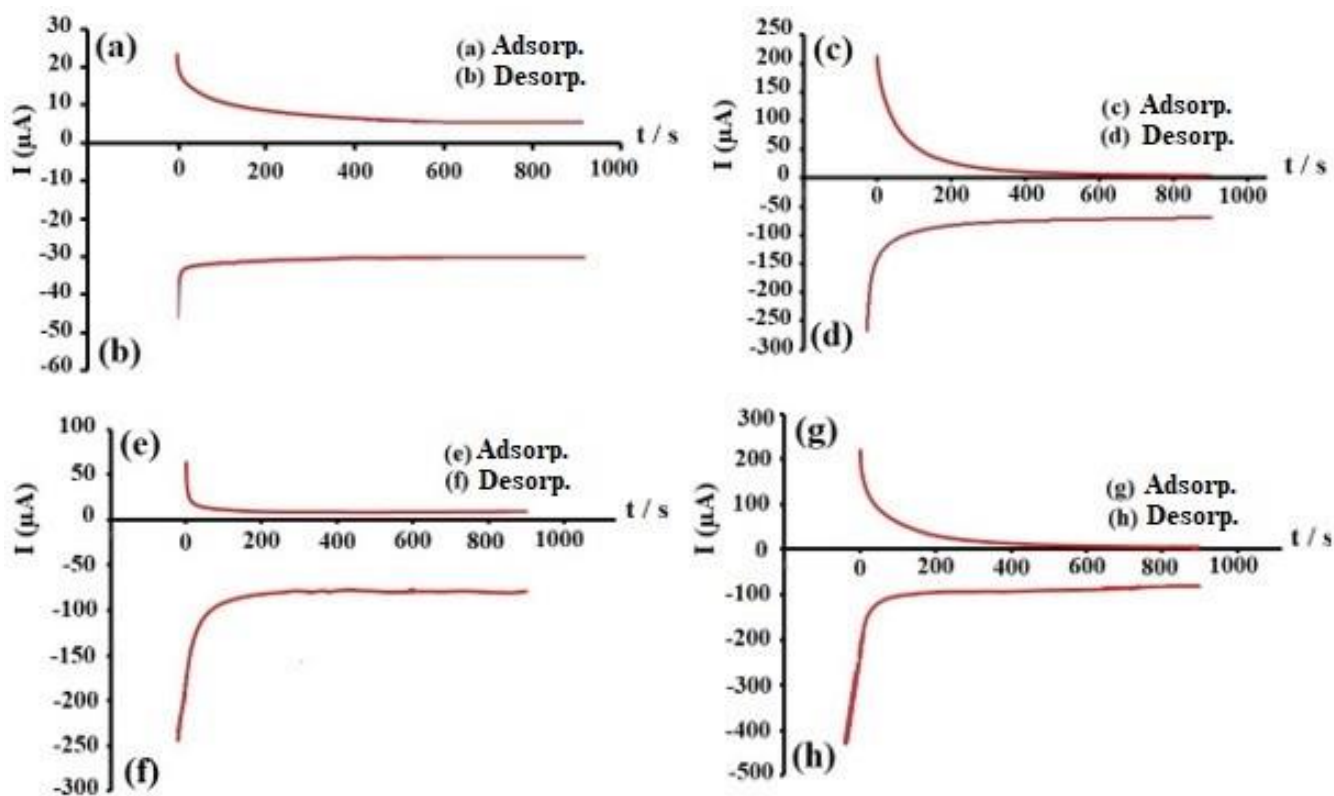 (a)
(a) Adsorp.
(b) Desorp.
I (µA)
30
20
10
0
-10
-20
-30
-40
-50
-60
0
200
400
600
800
1000
t / s
(b)
(c)
(c) Adsorp.
(d) Desorp.
I (µA)
250
200
150
100
50
0
-50
-100
-150
-200
-250
-300
0
200
400
600
800
1000
t / s
(d)
(e)
(e) Adsorp.
(f) Desorp.
I (µA)
100
50
0
-50
-100
-150
-200
-250
-300
0
200
400
600
800
1000
t / s
(f)
(g)
(g) Adsorp.
(h) Desorp.
I (µA)
300
200
100
0
-100
-200
-300
-400
-500
0
200
400
600
800
1000
t / s
(h)